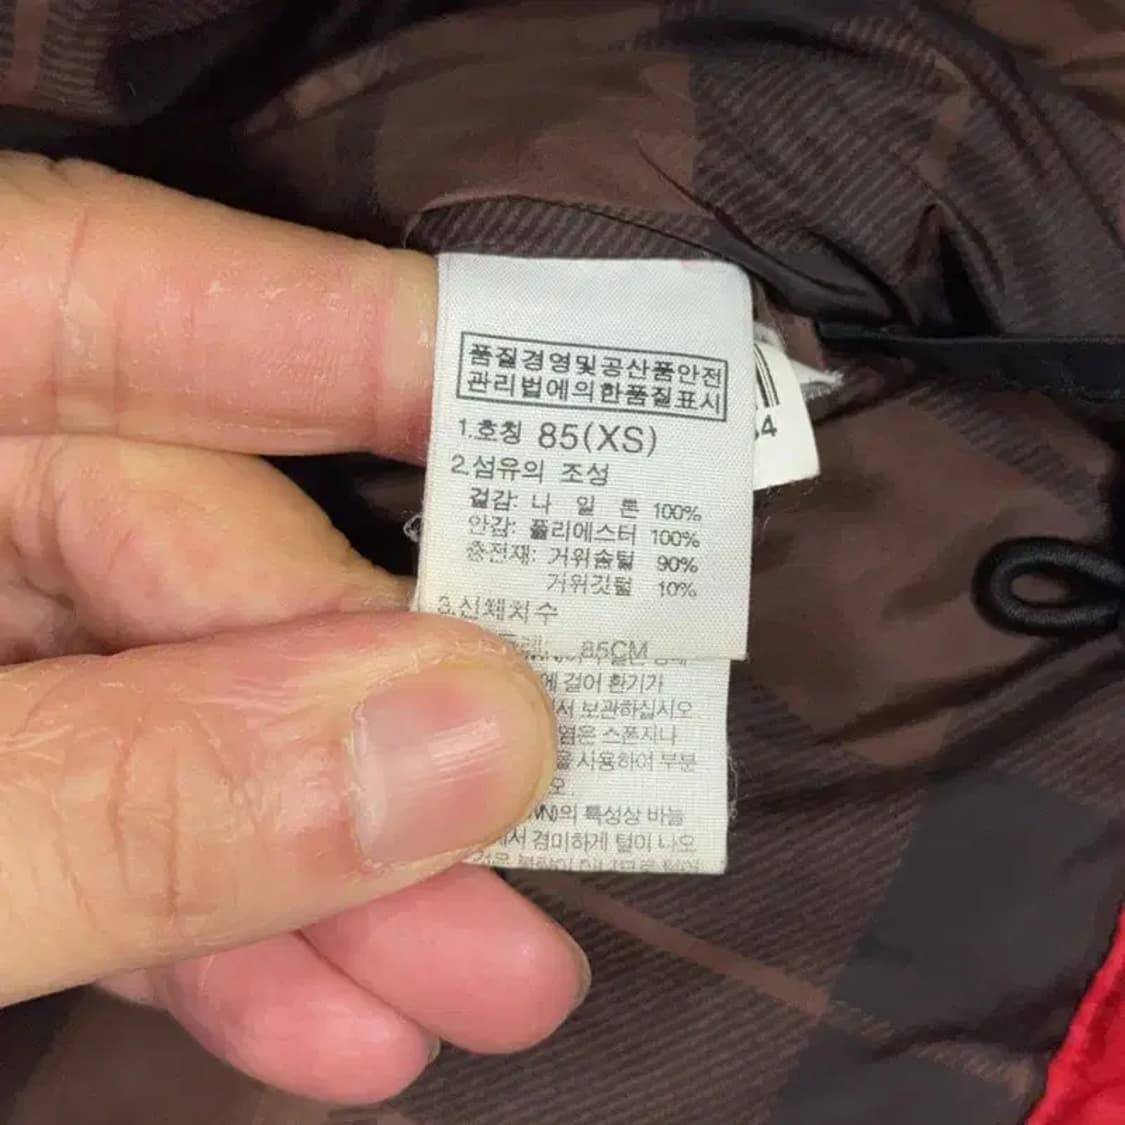 품질경영및공산품안전
관리법에의한품질표시
1.호칭 85(XS)
2.섬유의 조성
겉감: 나 일 론 100%
안감: 폴리에스터 100%
충전재: 거위솜털 90%
거위깃털 10%
3.신체치수
85CM
에 걸어 환기가
서 보관하십시오
염은 스폰지나
을 사용하여 부분
오
의 특성상 바늘
서 경미하게 털이 나오